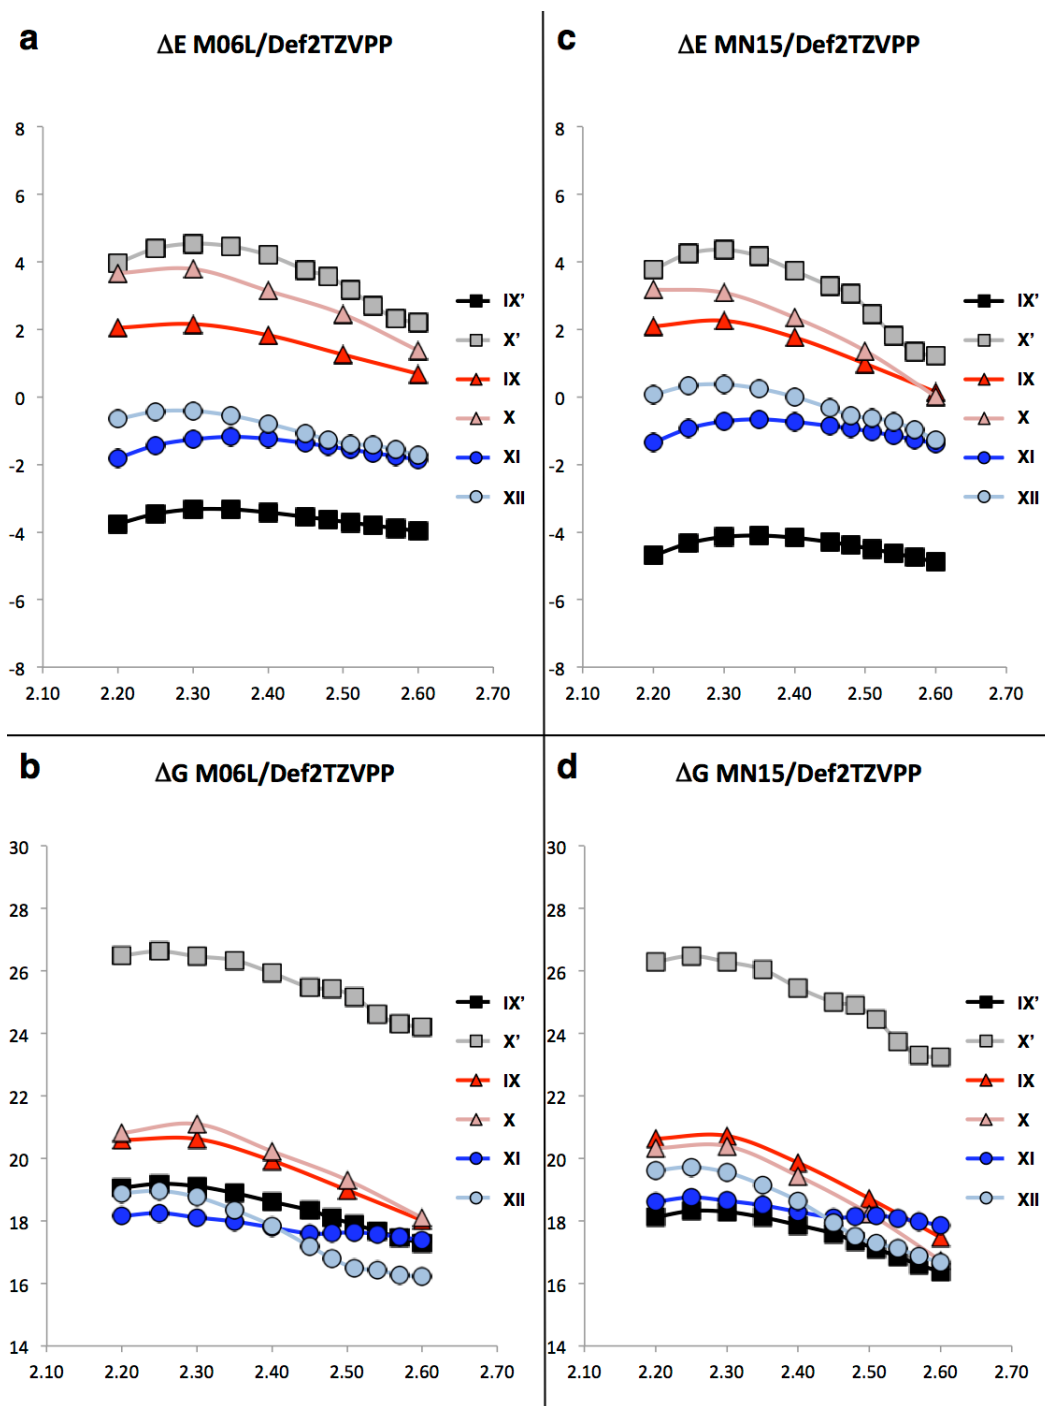 a
ΔE M06L/Def2TZVPP
8
6
4
2
0
-2
-4
-6
-8
2.10 2.20 2.30 2.40 2.50 2.60 2.70
IX’
X’
IX
X
XI
XII
c
ΔE MN15/Def2TZVPP
8
6
4
2
0
-2
-4
-6
-8
2.10 2.20 2.30 2.40 2.50 2.60 2.70
IX’
X’
IX
X
XI
XII
b
ΔG M06L/Def2TZVPP
30
28
26
24
22
20
18
16
14
2.10 2.20 2.30 2.40 2.50 2.60 2.70
IX’
X’
IX
X
XI
XII
d
ΔG MN15/Def2TZVPP
30
28
26
24
22
20
18
16
14
2.10 2.20 2.30 2.40 2.50 2.60 2.70
IX’
X’
IX
X
XI
XII